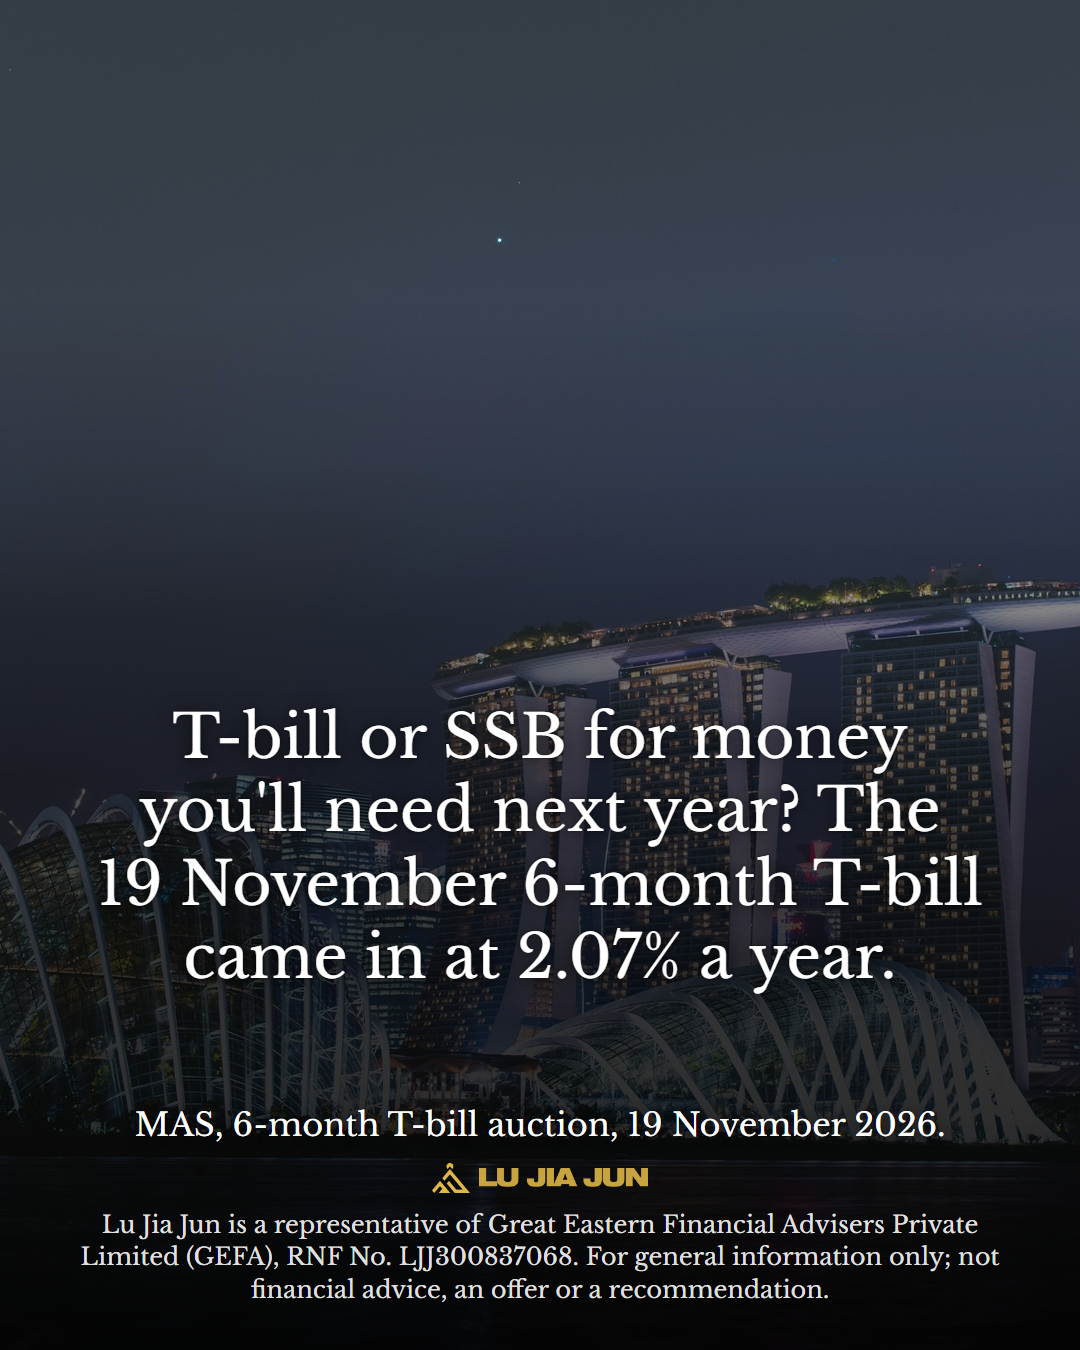 T-bill or SSB for money
you'll need next year? The
19 November 6-month T-bill
came in at 2.07% a year.
MAS, 6-month T-bill auction, 19 November 2026.
LU JIA JUN
Lu Jia Jun is a representative of Great Eastern Financial Advisers Private
Limited (GEFA), RNF No. LJJ300837068. For general information only; not
financial advice, an offer or a recommendation.